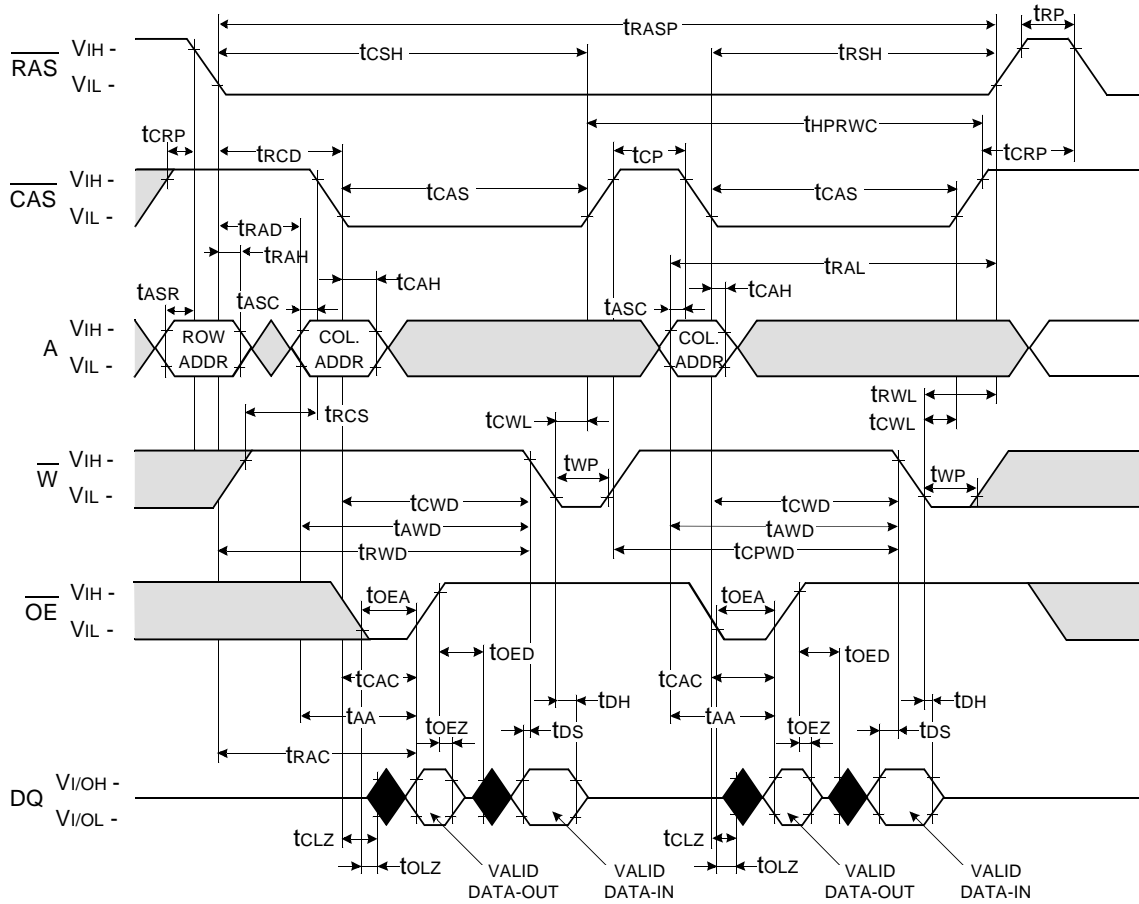 tRASP
tRP
tCSH
tRSH
RAS
VIH -
VIL -
tHPRWC
tCRP
tRCD
tCP
tCRP
CAS
VIH -
VIL -
tCAS
tCAS
tRAD
tRAH
tRAL
tASR
tASC
tCAH
tASC
tCAH
A
VIH -
VIL -
ROW
ADDR
COL.
ADDR
COL.
ADDR
tRCS
tCWL
tRWL
tCWL
W
VIH -
VIL -
tWP
tWP
tCWD
tCWD
tAWD
tAWD
tRWD
tCPWD
OE
VIH -
VIL -
tOEA
tOEA
tOED
tOED
tCAC
tCAC
tDH
tDH
tAA
tAA
tOEZ
tOEZ
tDS
tDS
tRAC
DQ
VI/OH -
VI/OL -
tCLZ
tCLZ
tOLZ
tOLZ
VALID
DATA-OUT
VALID
DATA-IN
VALID
DATA-OUT
VALID
DATA-IN